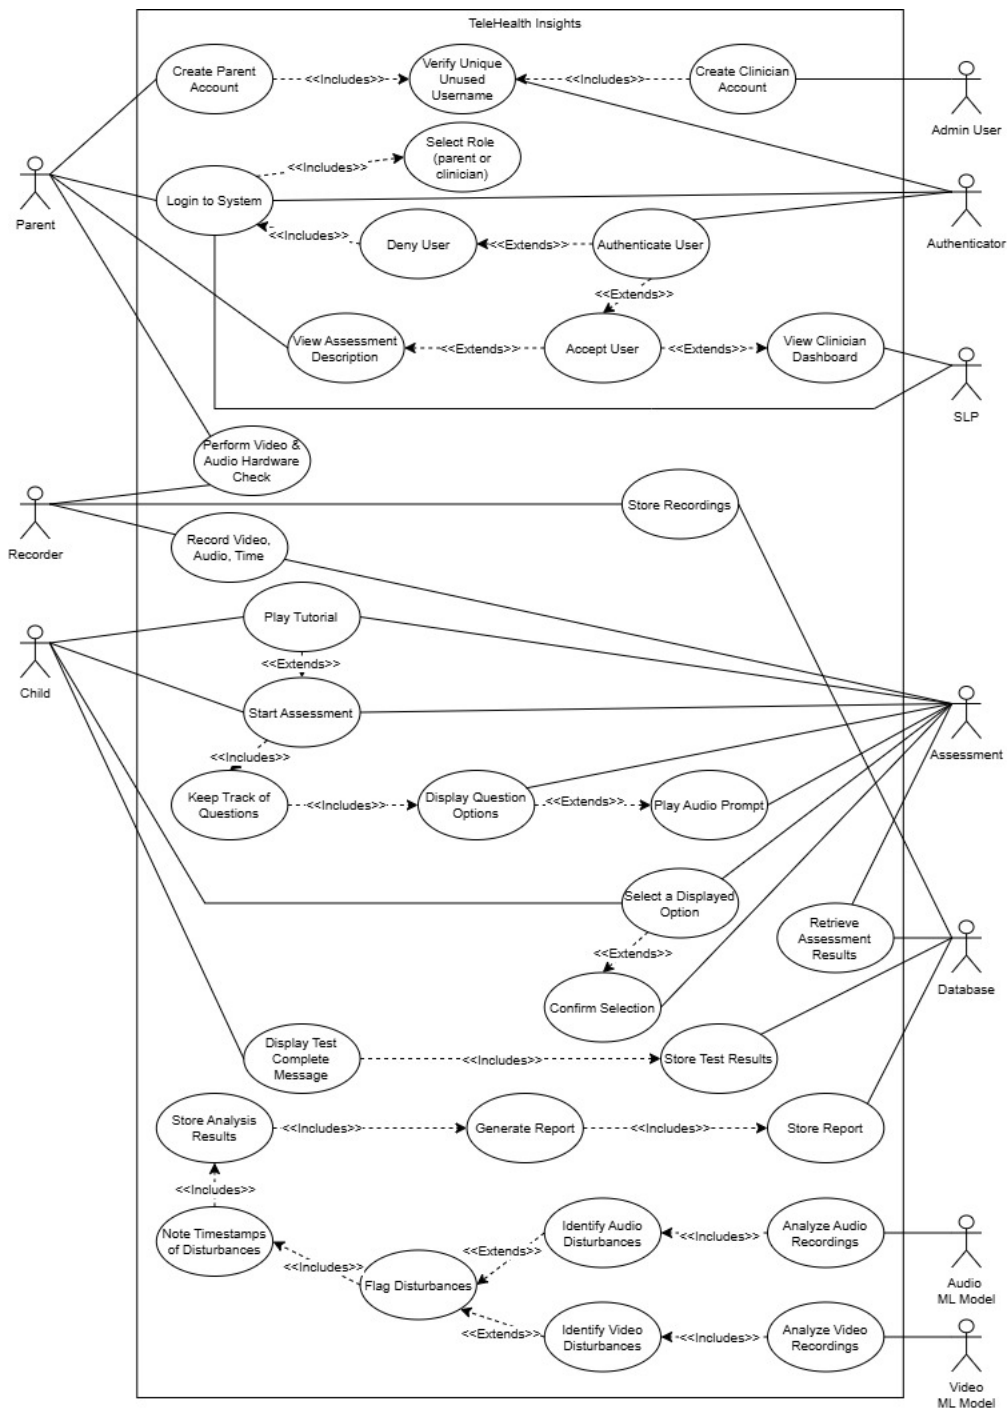 TeleHealth Insights
Create Parent
Account
<<Includes>>
Verify Unique
Unused
Username
<<Includes>>
Create Clinician
Account
Admin User
Select Role
(parent or
clinician)
<<Includes>>
Parent
Login to System
Authenticator
<<Includes>>
Deny User
<<Extends>>
Authenticate User
<<Extends>>
View Assessment
Description
<<Extends>>
Accept User
<<Extends>>
View Clinician
Dashboard
SLP
Perform Video &
Audio Hardware
Check
Recorder
Store Recordings
Record Video,
Audio, Time
Play Tutorial
<<Extends>>
Child
Start Assessment
Assessment
<<Includes>>
Keep Track of
Questions
<<Includes>>
Display Question
Options
<<Extends>>
Play Audio Prompt
Select a Displayed
Option
<<Extends>>
Retrieve
Assessment
Results
Database
Confirm Selection
Display Test
Complete
Message
<<Includes>>
Store Test Results
Store Analysis
Results
<<Includes>>
Generate Report
<<Includes>>
Store Report
<<Includes>>
Note Timestamps
of Disturbances
<<Includes>>
Flag Disturbances
<<Extends>>
Identify Audio
Disturbances
<<Includes>>
Analyze Audio
Recordings
Audio
ML Model
<<Extends>>
Identify Video
Disturbances
<<Includes>>
Analyze Video
Recordings
Video
ML Model